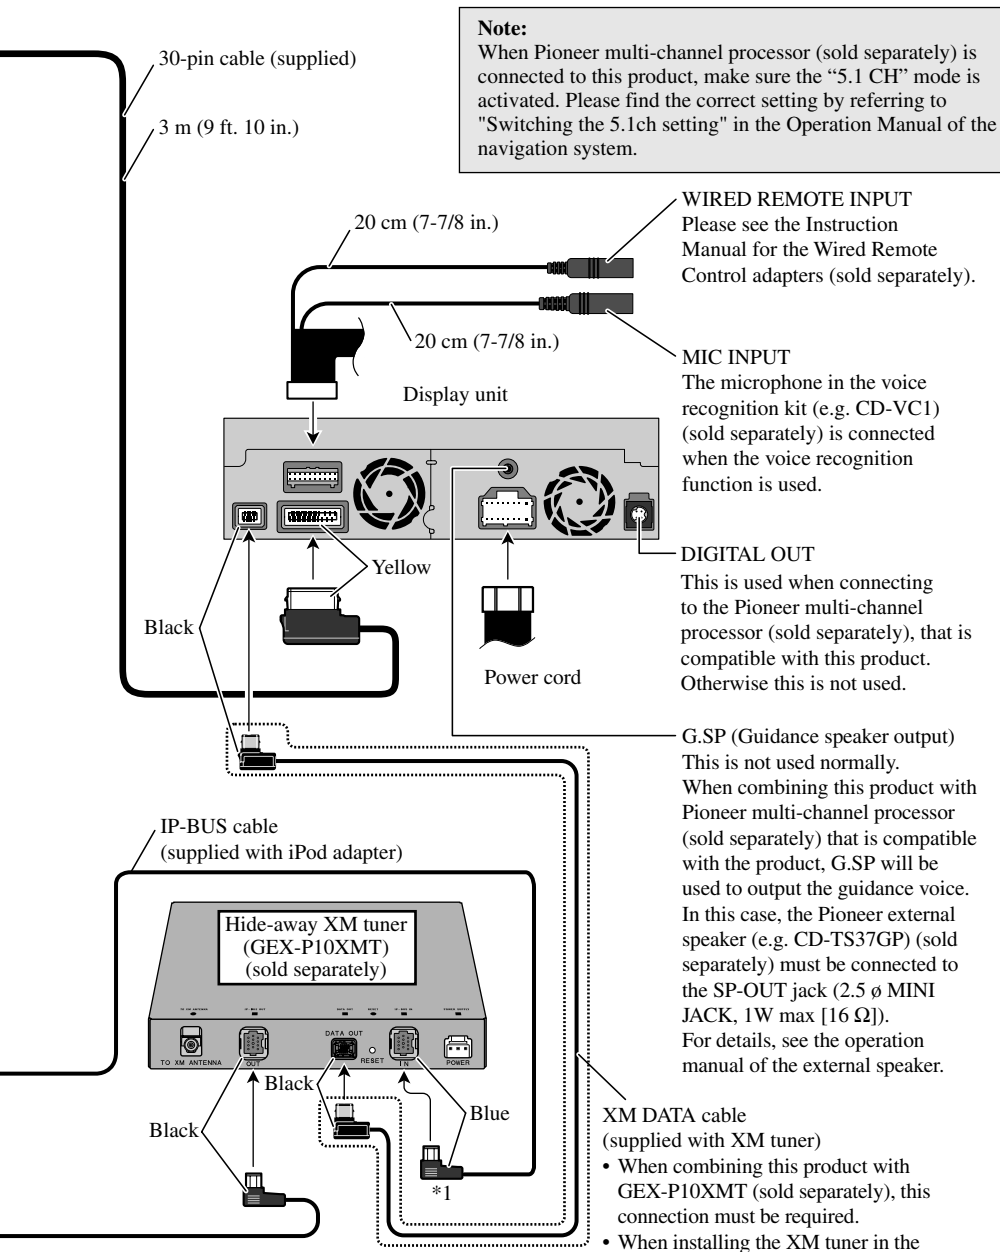 Note:
When Pioneer multi-channel processor (sold separately) is
connected to this product, make sure the “5.1 CH” mode is
activated. Please find the correct setting by referring to
"Switching the 5.1ch setting" in the Operation Manual of the
navigation system.
30-pin cable (supplied)
3 m (9 ft. 10 in.)
20 cm (7-7/8 in.)
WIRED REMOTE INPUT
Please see the Instruction
Manual for the Wired Remote
Control adapters (sold separately).
20 cm (7-7/8 in.)
MIC INPUT
The microphone in the voice
recognition kit (e.g. CD-VC1)
(sold separately) is connected
when the voice recognition
function is used.
Display unit
DIGITAL OUT
This is used when connecting
to the Pioneer multi-channel
processor (sold separately), that is
compatible with this product.
Otherwise this is not used.
Yellow
Black
Power cord
G.SP (Guidance speaker output)
This is not used normally.
When combining this product with
Pioneer multi-channel processor
(sold separately) that is compatible
with the product, G.SP will be
used to output the guidance voice.
In this case, the Pioneer external
speaker (e.g. CD-TS37GP) (sold
separately) must be connected to
the SP-OUT jack (2.5 ø MINI
JACK, 1W max [16 Ω]).
For details, see the operation
manual of the external speaker.
IP-BUS cable
(supplied with iPod adapter)
Hide-away XM tuner
(GEX-P10XMT)
(sold separately)
TO XM ANTENNA
OUT
DATA OUT
RESET
IN
POWER
Black
Blue
Black
*1
XM DATA cable
(supplied with XM tuner)
• When combining this product with
GEX-P10XMT (sold separately), this
connection must be required.
• When installing the XM tuner in the